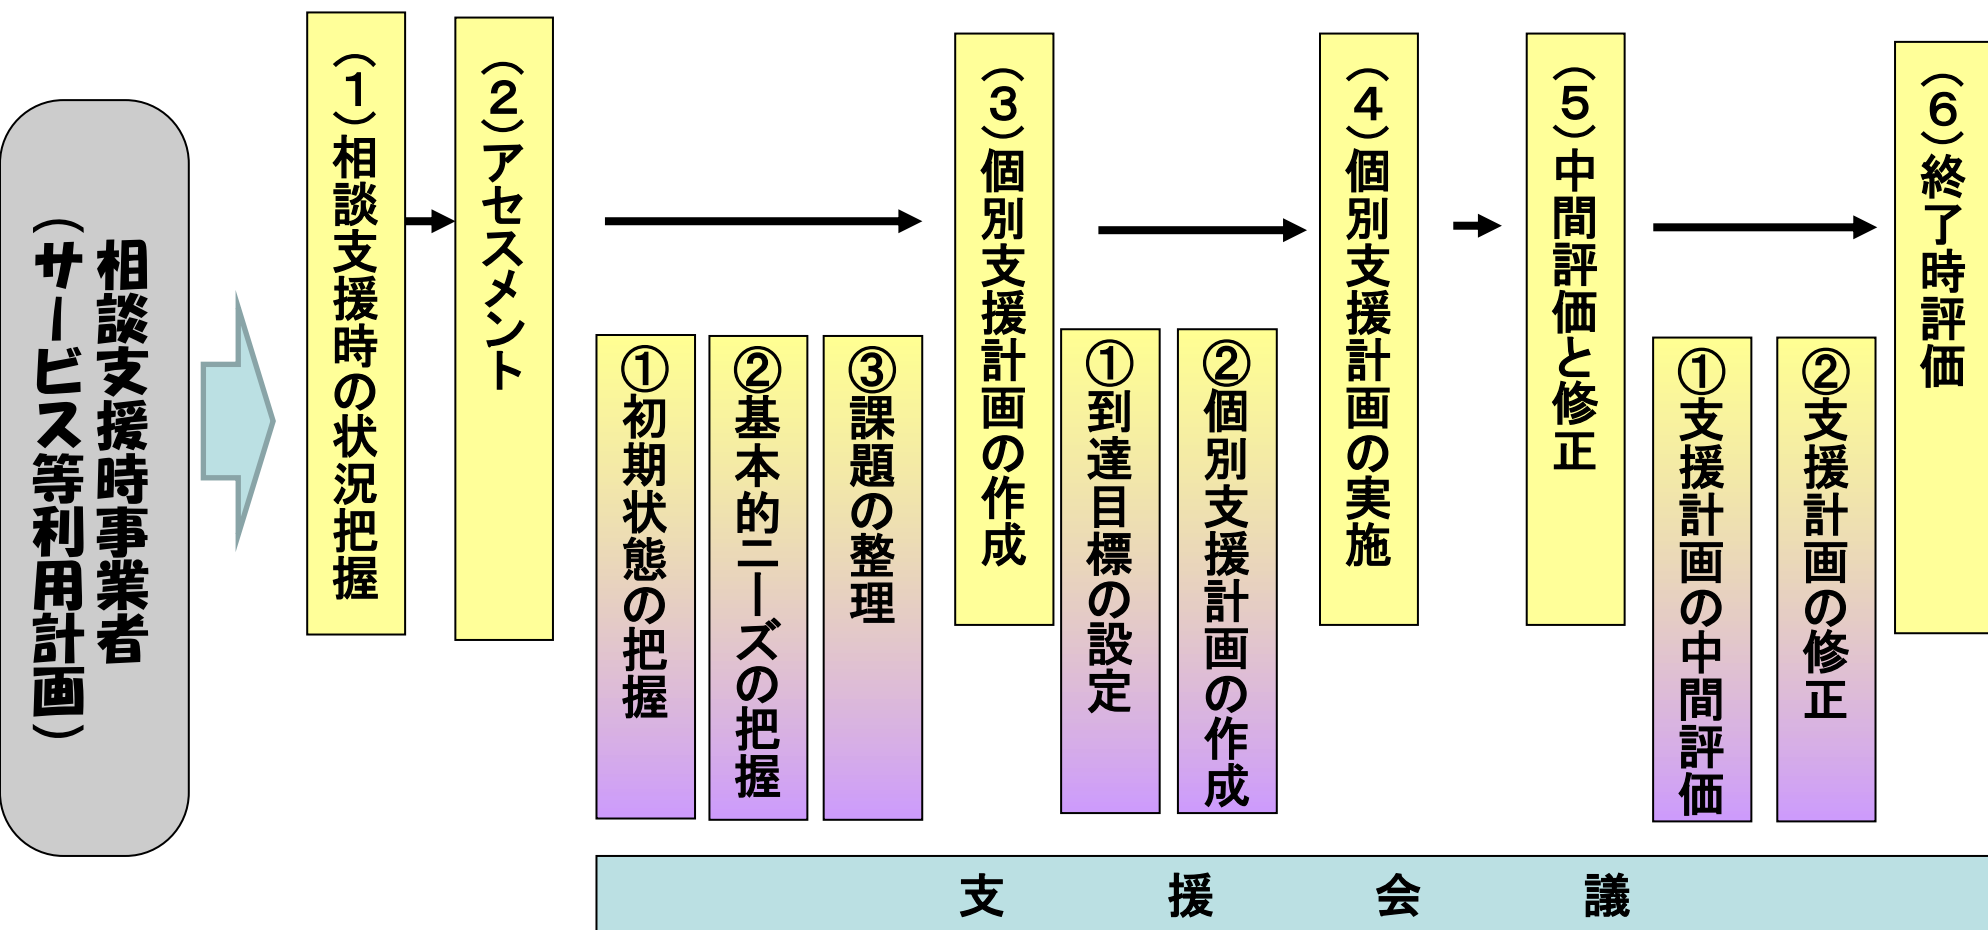 相談支援時事業者
（サービス等利用計画）
（１）相談支援時の状況把握
（２）アセスメント
①初期状態の把握
②基本的ニーズの把握
③課題の整理
（３）個別支援計画の作成
①到達目標の設定
②個別支援計画の作成
（４）個別支援計画の実施
（５）中間評価と修正
①支援計画の中間評価
②支援計画の修正
（６）終了時評価
支援会議